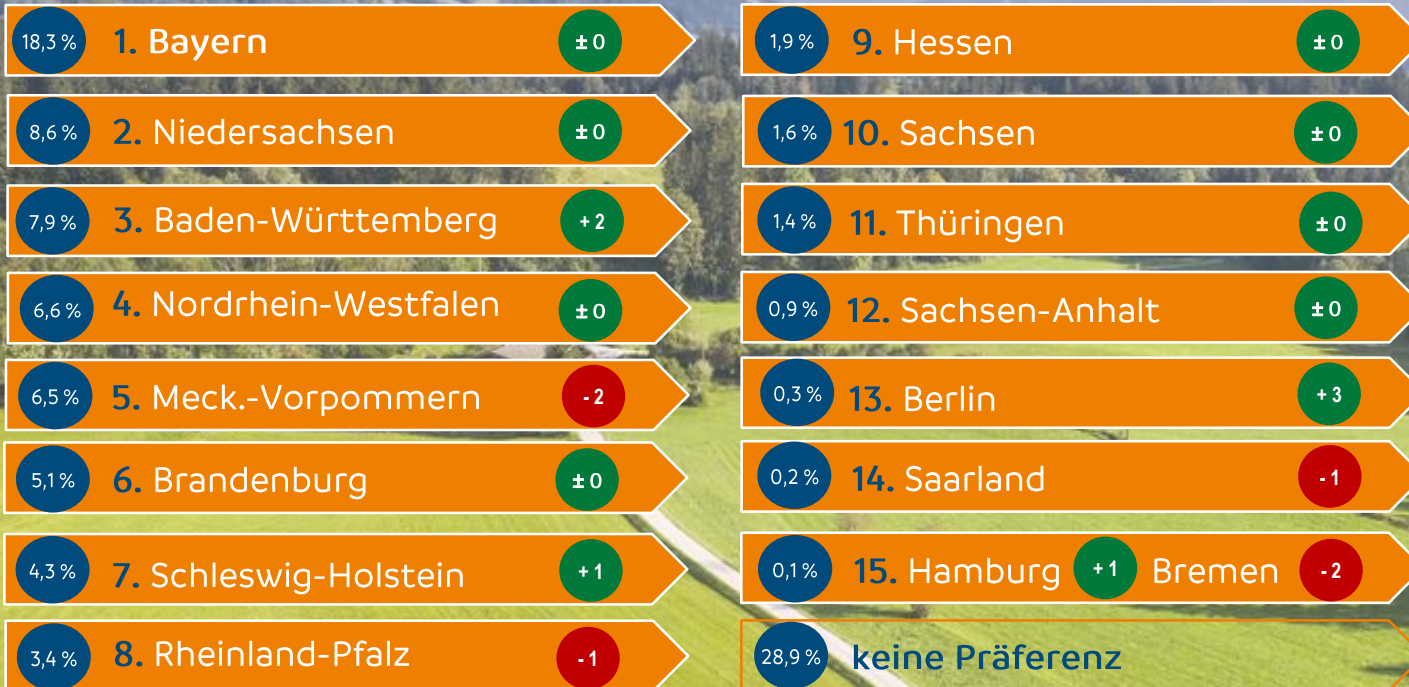 18,3 % 1. Bayern ± 0
8,6 % 2. Niedersachsen ± 0
7,9 % 3. Baden-Württemberg + 2
6,6 % 4. Nordrhein-Westfalen ± 0
6,5 % 5. Meck.-Vorpommern - 2
5,1 % 6. Brandenburg ± 0
4,3 % 7. Schleswig-Holstein + 1
3,4 % 8. Rheinland-Pfalz - 1
1,9 % 9. Hessen ± 0
1,6 % 10. Sachsen ± 0
1,4 % 11. Thüringen ± 0
0,9 % 12. Sachsen-Anhalt ± 0
0,3 % 13. Berlin + 3
0,2 % 14. Saarland - 1
0,1 % 15. Hamburg + 1 Bremen - 2
28,9 % keine Präferenz